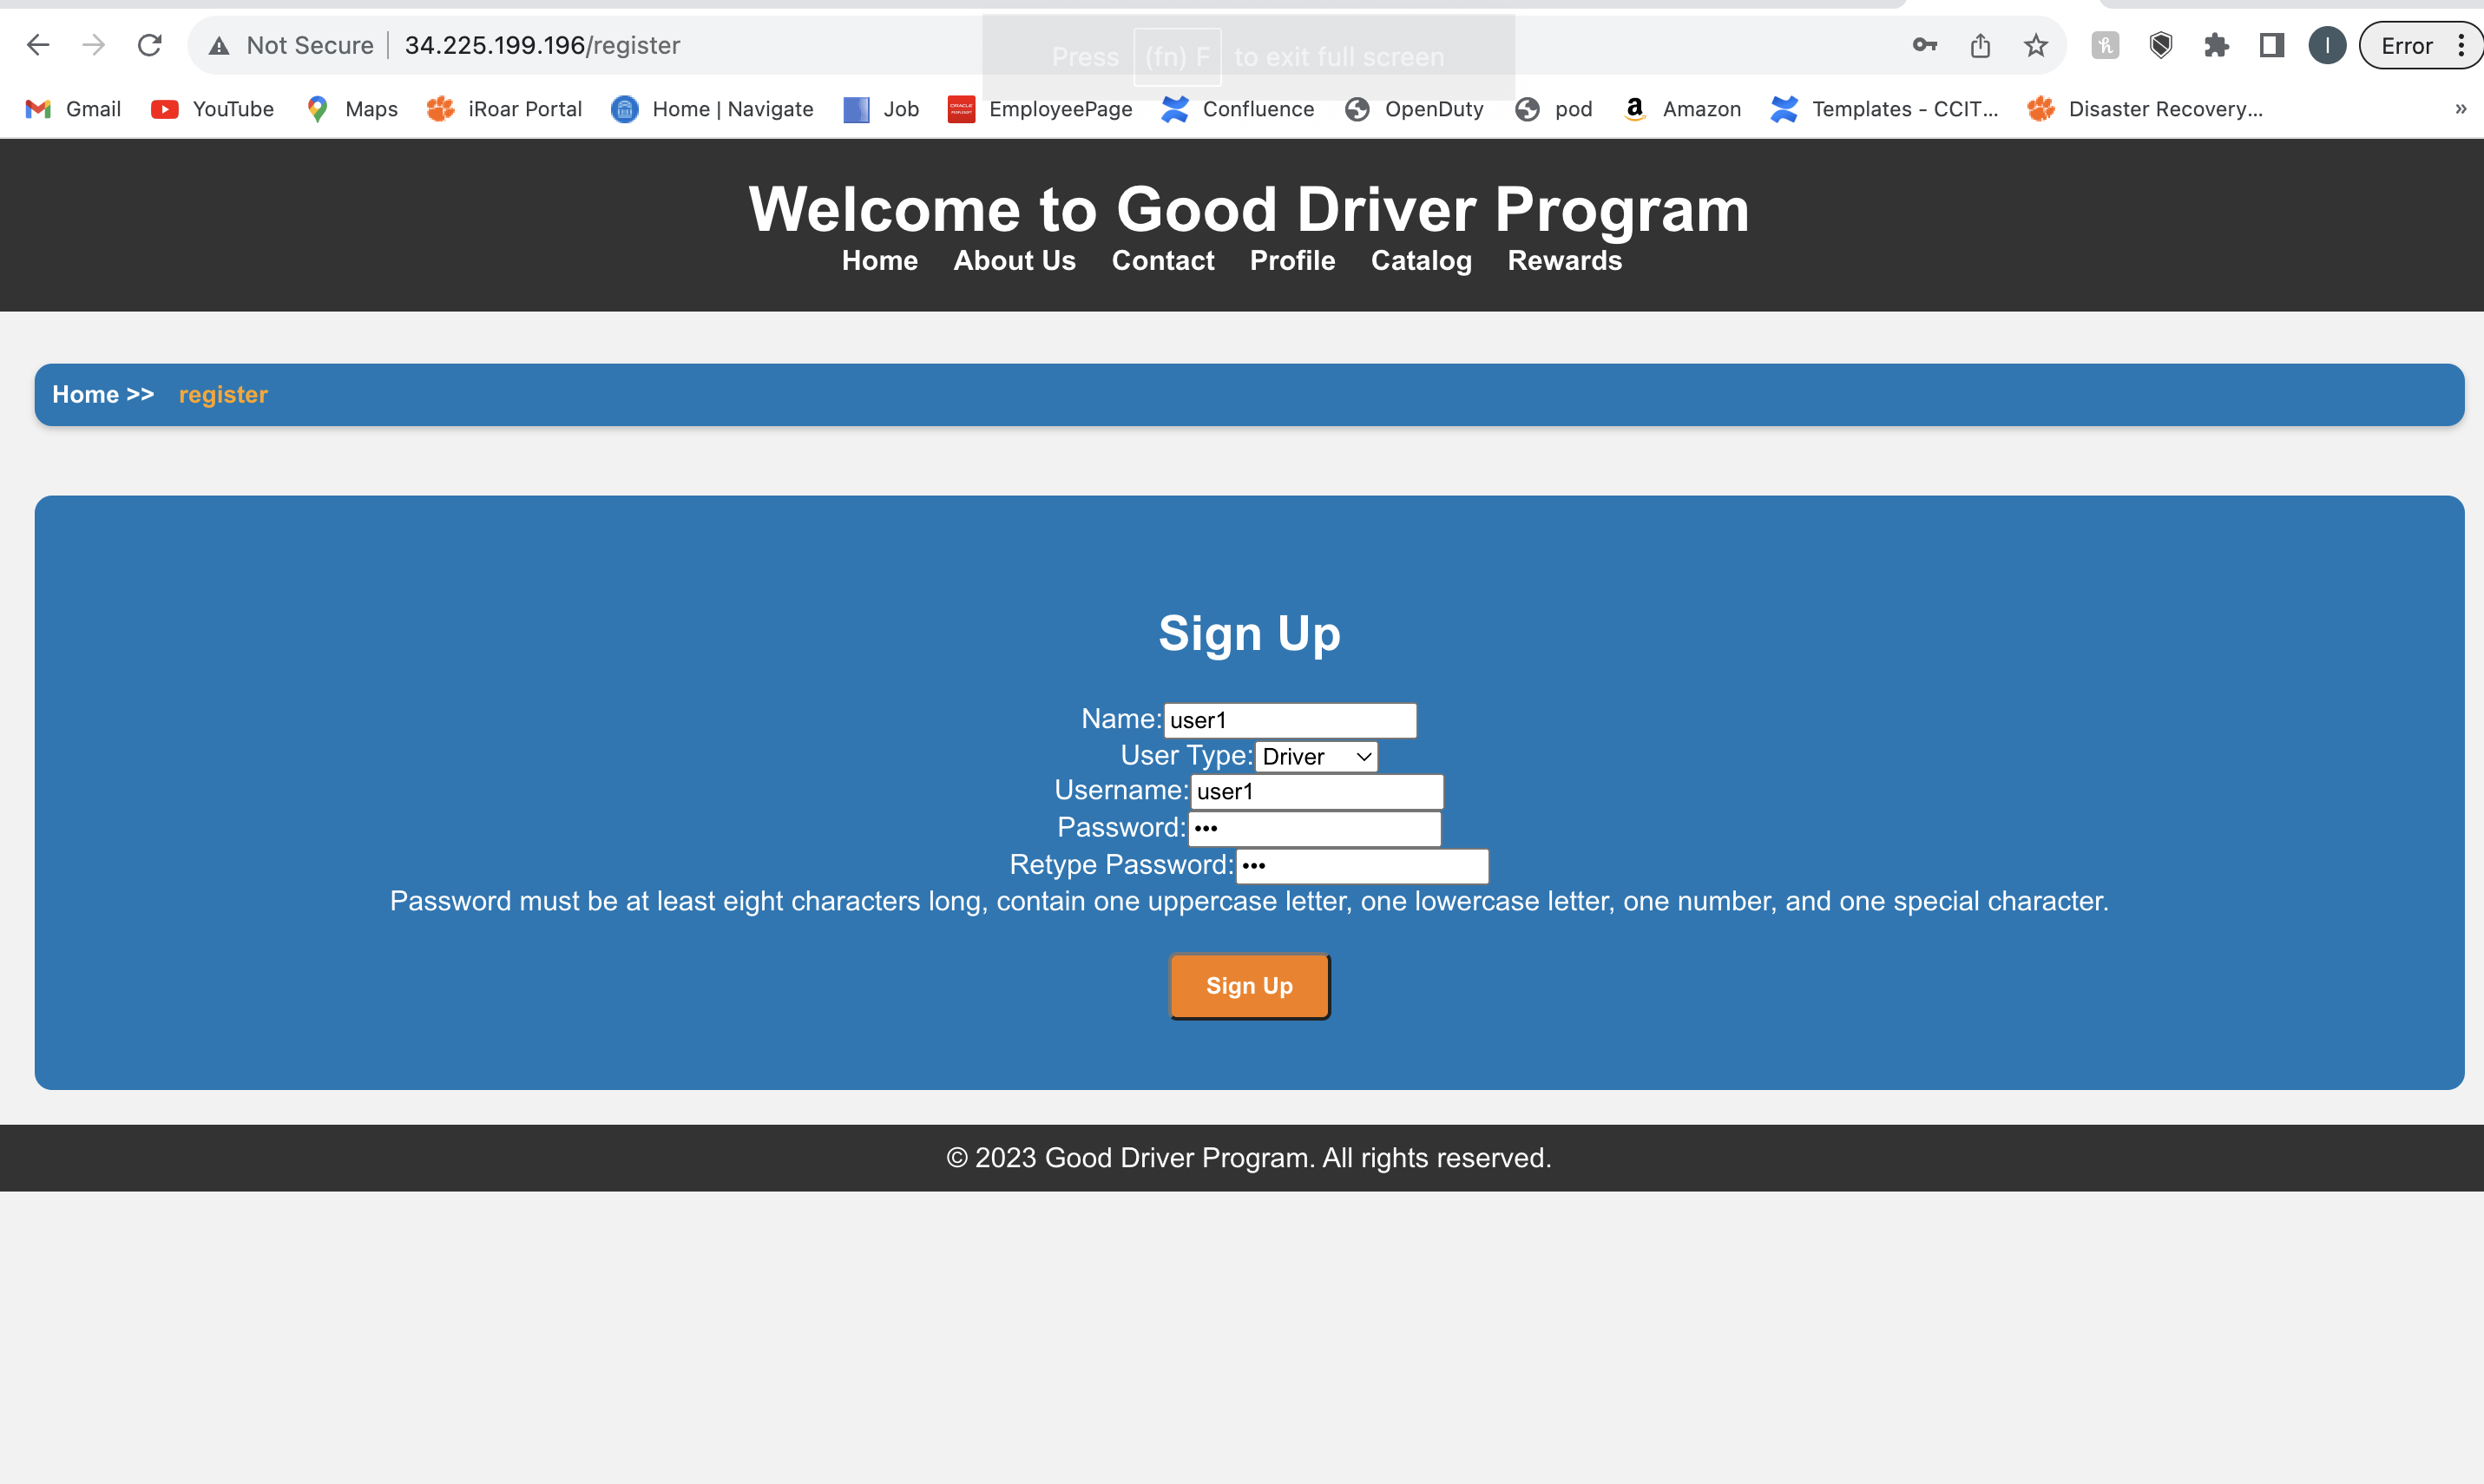 Not Secure | 34.225.199.196/register
Press (fn) F to exit full screen
Error
Gmail YouTube Maps iRoar Portal Home | Navigate Job EmployeePage Confluence OpenDuty pod Amazon Templates - CCIT... Disaster Recovery... »
Welcome to Good Driver Program
Home About Us Contact Profile Catalog Rewards
Home >> register
Sign Up
Name: user1
User Type: Driver
Username: user1
Password: •••
Retype Password: •••
Password must be at least eight characters long, contain one uppercase letter, one lowercase letter, one number, and one special character.
Sign Up
© 2023 Good Driver Program. All rights reserved.